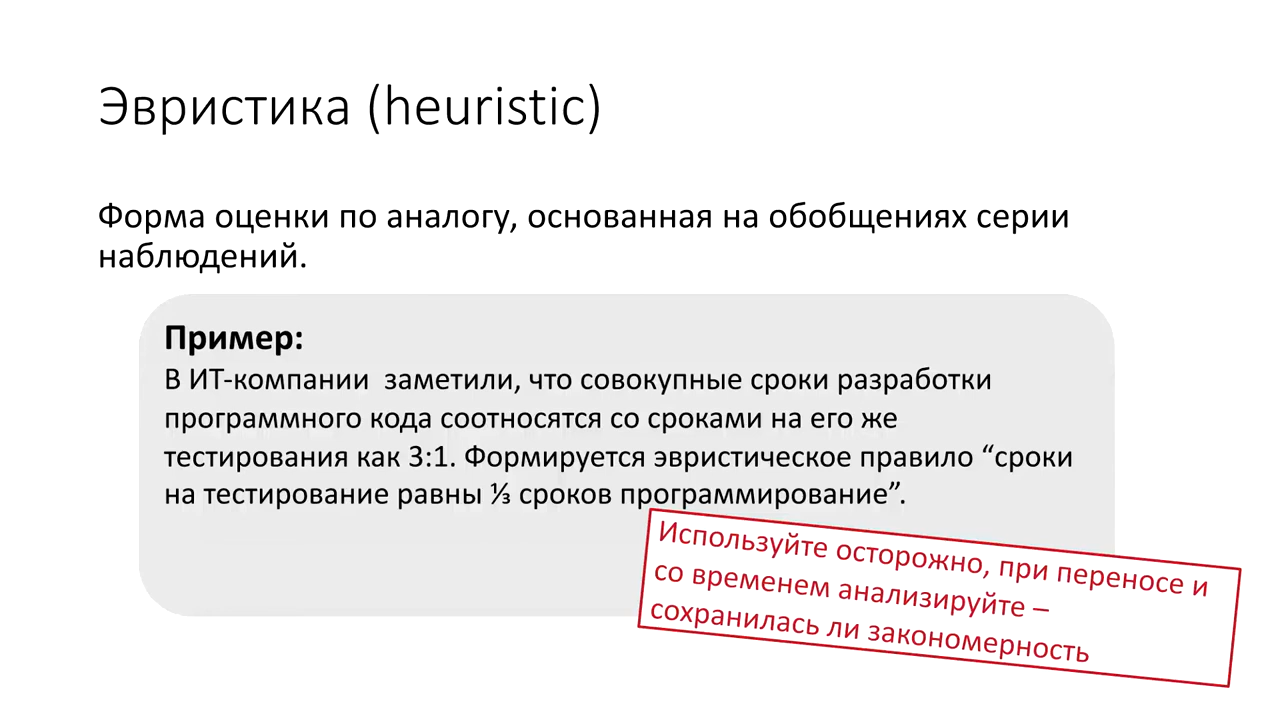 Эвристика (heuristic)
Форма оценки по аналогу, основанная на обобщениях серии
наблюдений.
Пример:
В ИТ-компании заметили, что совокупные сроки разработки
программного кода соотносятся со сроками на его же
тестирования как 3:1. Формируется эвристическое правило “сроки
на тестирование равны ⅓ сроков программирование”.
Используйте осторожно, при переносе и
со временем анализируйте –
сохранилась ли закономерность